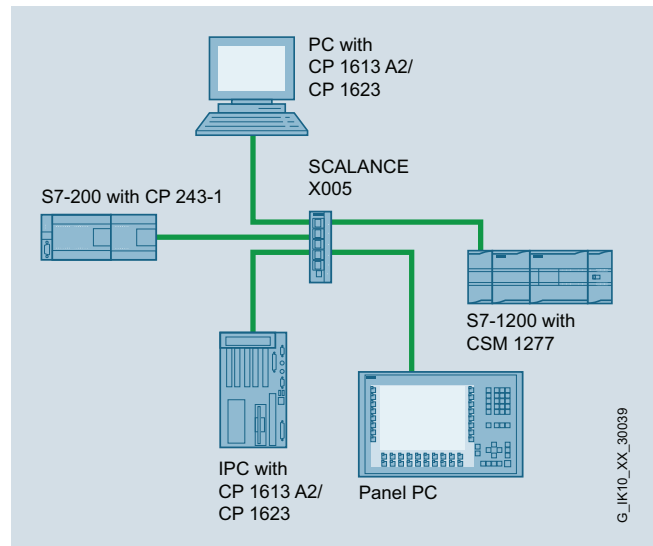 PC with
CP 1613 A2/
CP 1623
SCALANCE
X005
S7-200 with CP 243-1
S7-1200 with
CSM 1277
IPC with
CP 1613 A2/
CP 1623
Panel PC
G_IK10_XX_30039